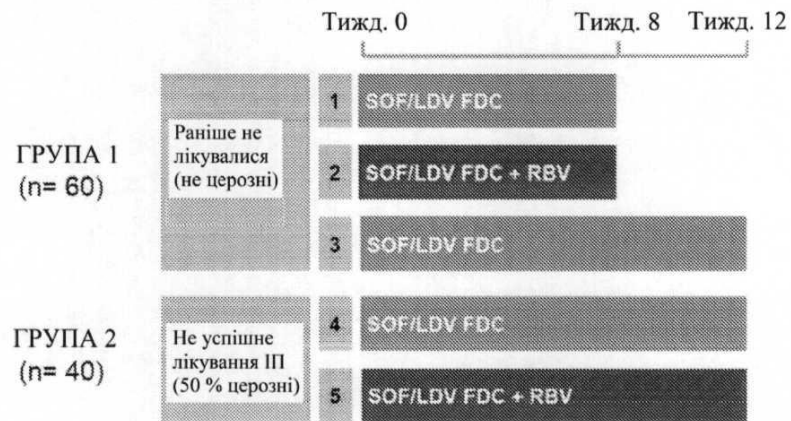 Тижд. 0 Тижд. 8 Тижд. 12
ГРУПА 1
(n= 60)
Раніше не
лікувалися
(не церозні)
1 SOF/LDV FDC
2 SOF/LDV FDC + RBV
3 SOF/LDV FDC
ГРУПА 2
(n= 40)
Не успішне
лікування ІП
(50 % церозні)
4 SOF/LDV FDC
5 SOF/LDV FDC + RBV